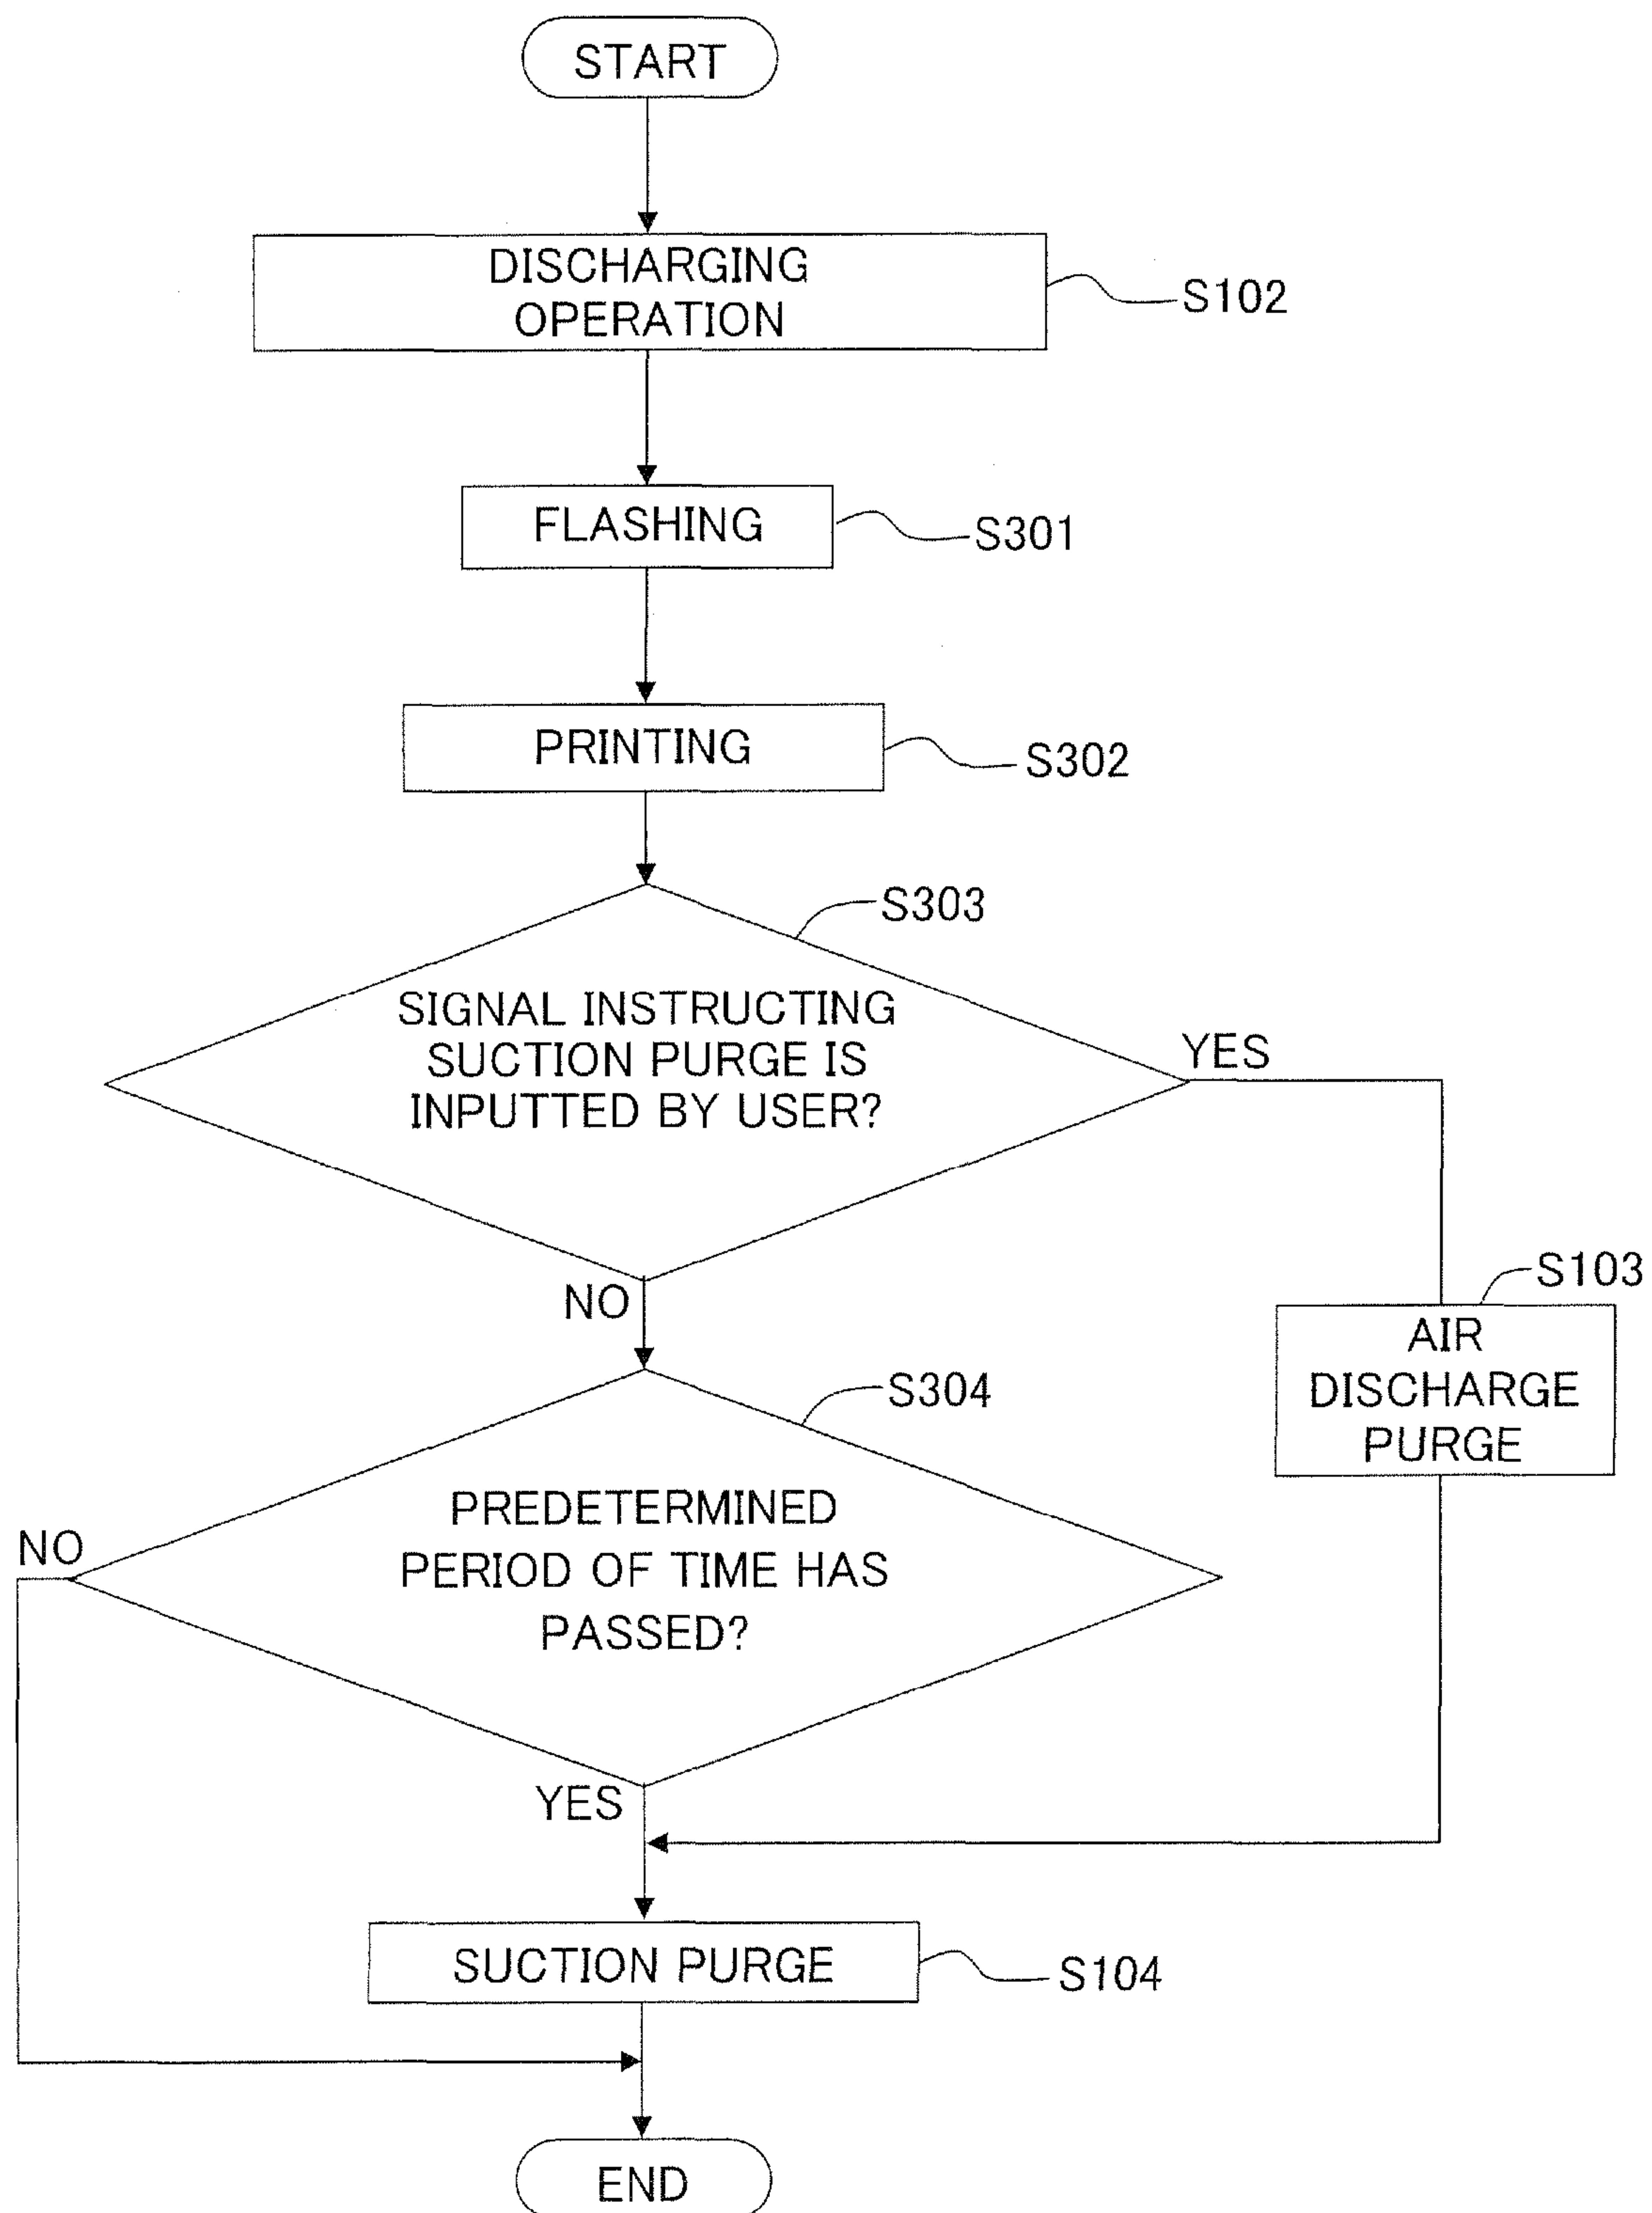 START
DISCHARGING
OPERATION
S102
FLASHING
S301
PRINTING
S302
S303
SIGNAL INSTRUCTING
SUCTION PURGE IS
INPUTTED BY USER?
YES
NO
S103
AIR
DISCHARGE
PURGE
S304
PREDETERMINED
PERIOD OF TIME HAS
PASSED?
NO
YES
SUCTION PURGE
S104
END